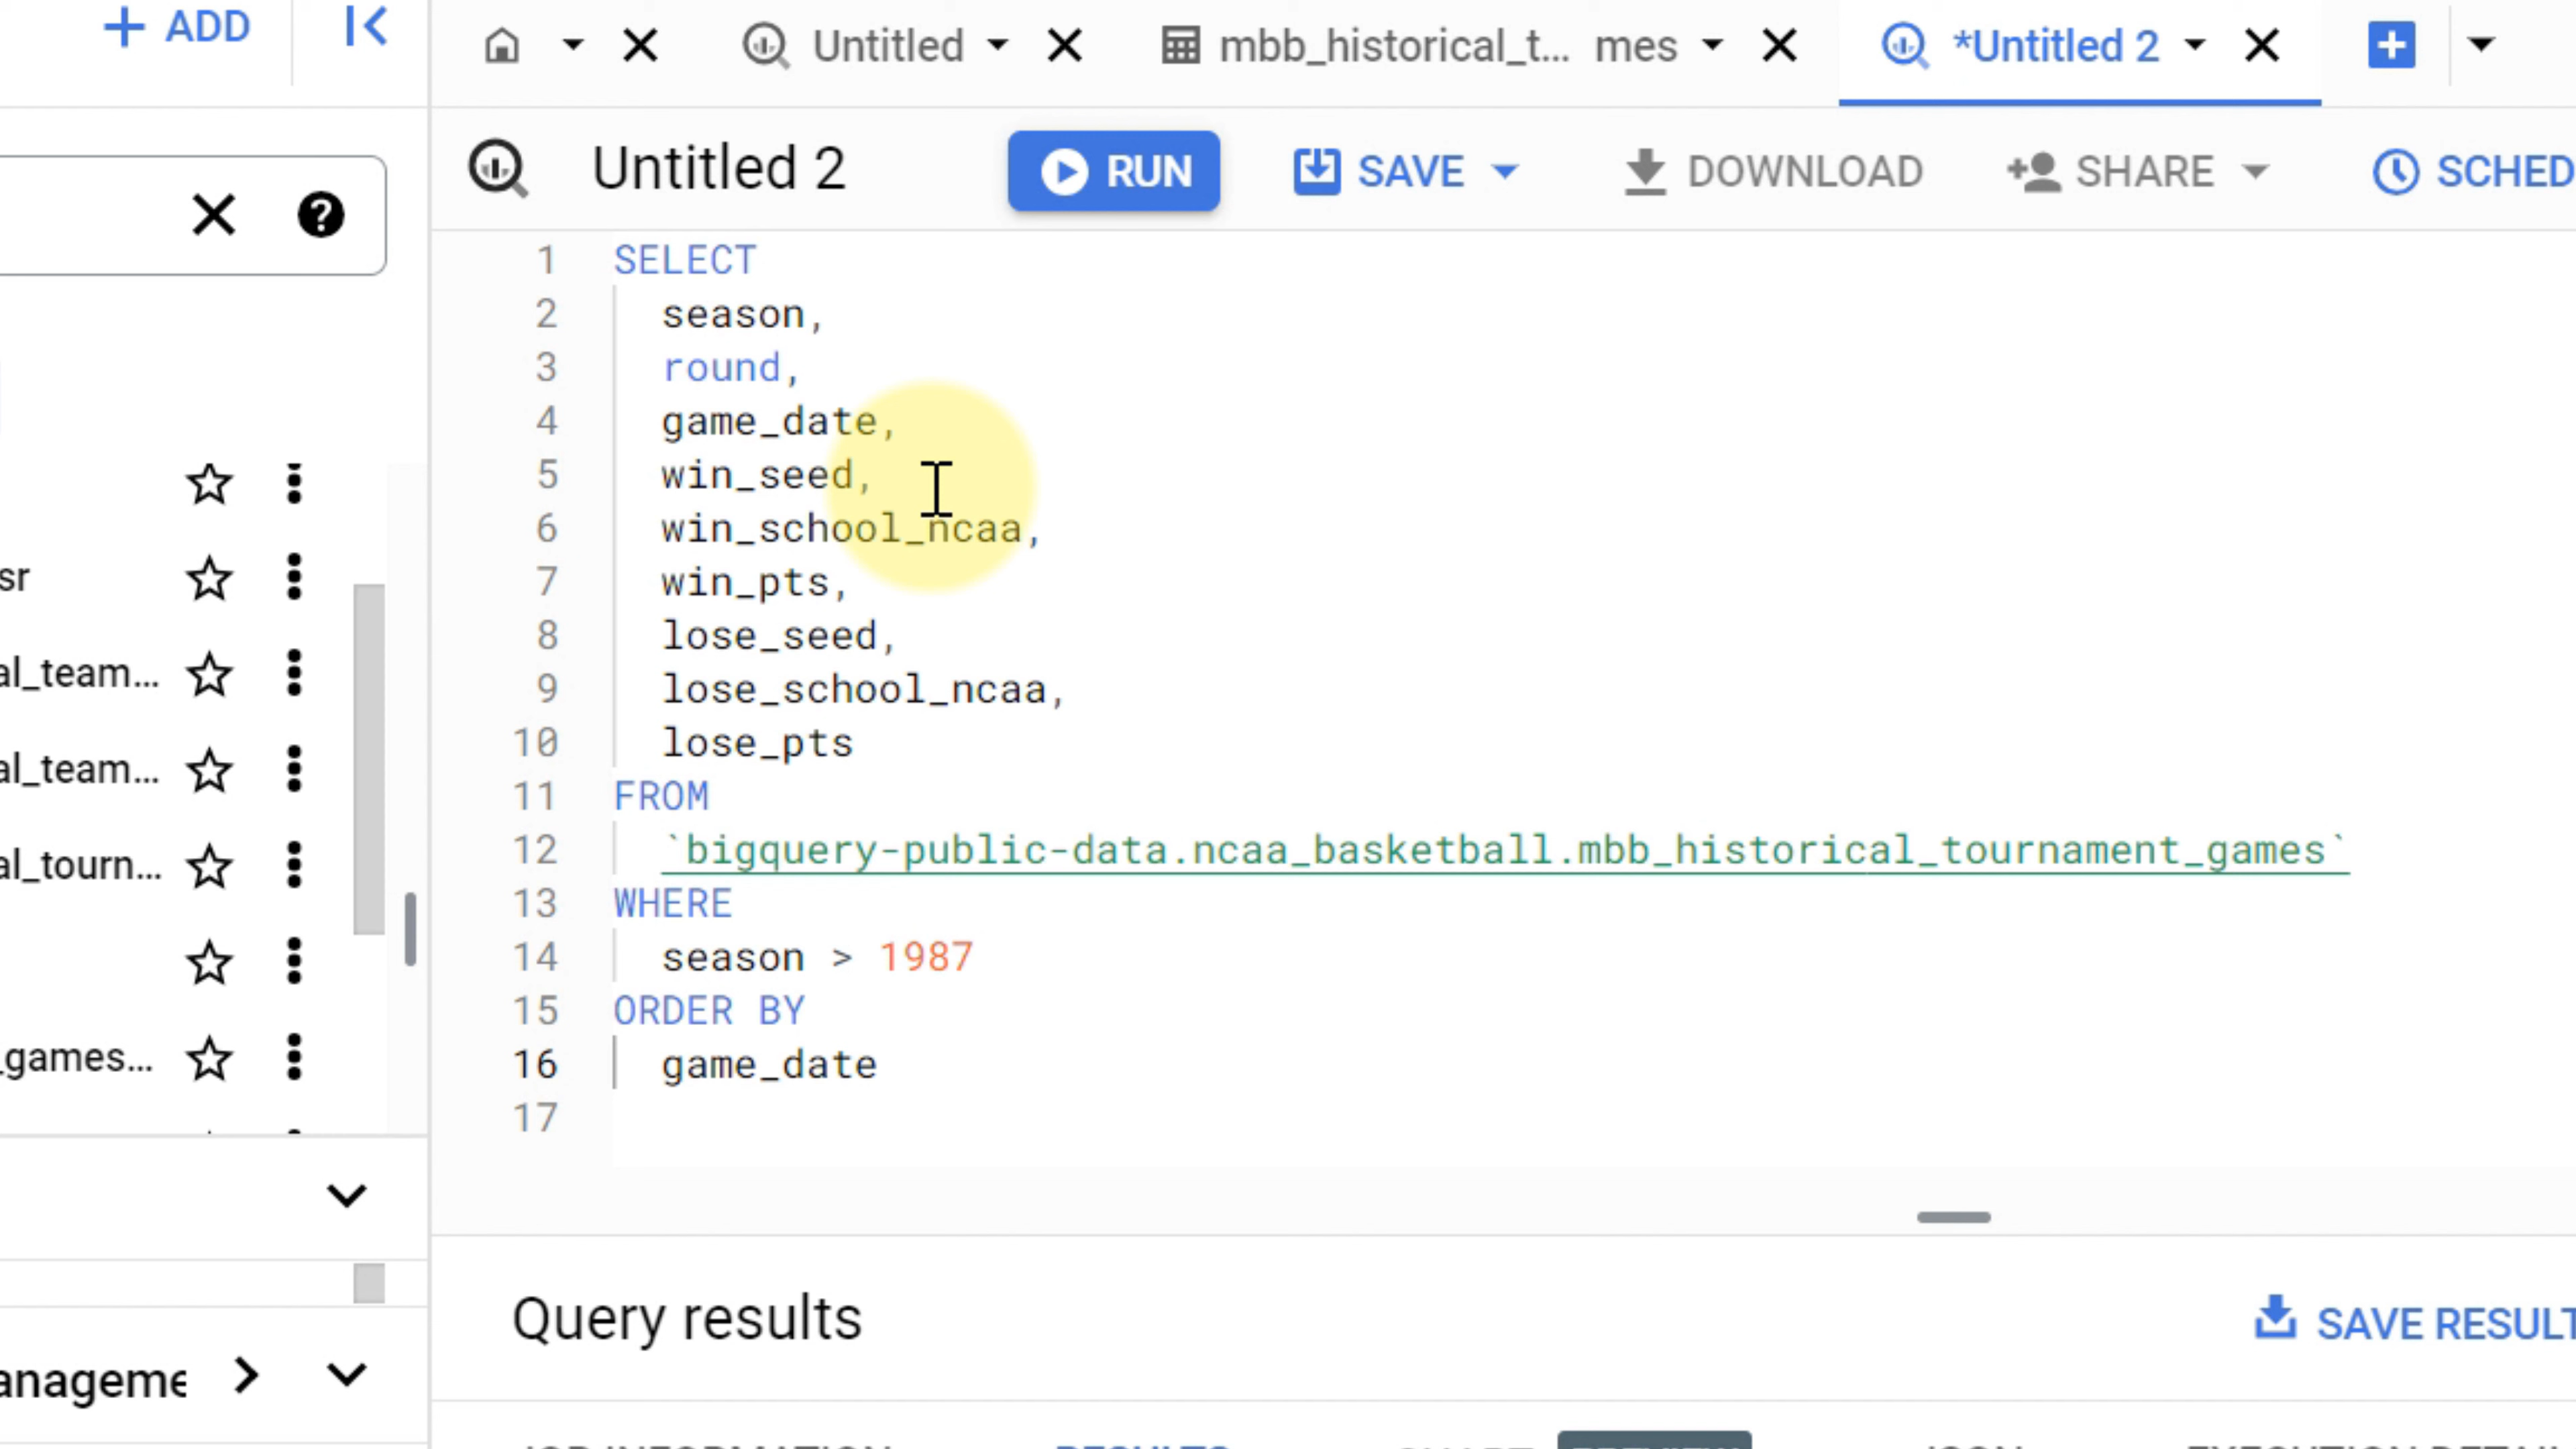 + ADD
Untitled
mbb_historical_t... mes
*Untitled 2
Untitled 2
RUN
SAVE
DOWNLOAD
SHARE
SCHED
1 SELECT
2 season,
3 round,
4 game_date,
5 win_seed,
6 win_school_ncaa,
7 win_pts,
8 lose_seed,
9 lose_school_ncaa,
10 lose_pts
11 FROM
12 `bigquery-public-data.ncaa_basketball.mbb_historical_tournament_games`
13 WHERE
14 season > 1987
15 ORDER BY
16 game_date
17
sr
al_team...
al_team...
al_tourn...
_games...
anageme
Query results
SAVE RESULT
RESULTS